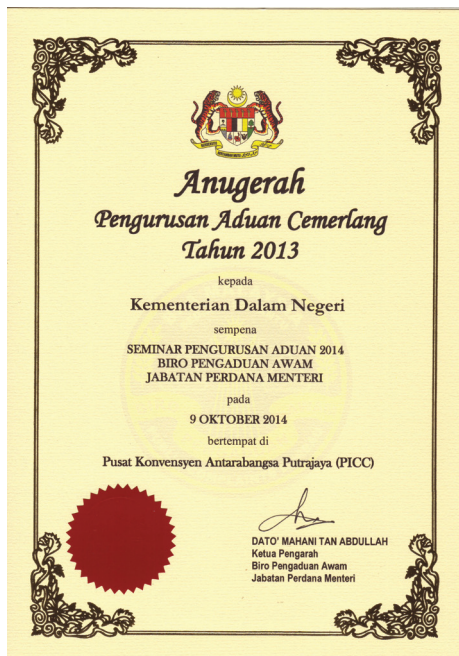 Anugerah
Pengurusan Aduan Cemerlang
Tahun 2013
kepada
Kementerian Dalam Negeri
sempena
SEMINAR PENGURUSAN ADUAN 2014
BIRO PENGADUAN AWAM
JABATAN PERDANA MENTERI
pada
9 OKTOBER 2014
bertempat di
Pusat Konvensyen Antarabangsa Putrajaya (PICC)
DATO' MAHANI TAN ABDULLAH
Ketua Pengarah
Biro Pengaduan Awam
Jabatan Perdana Menteri